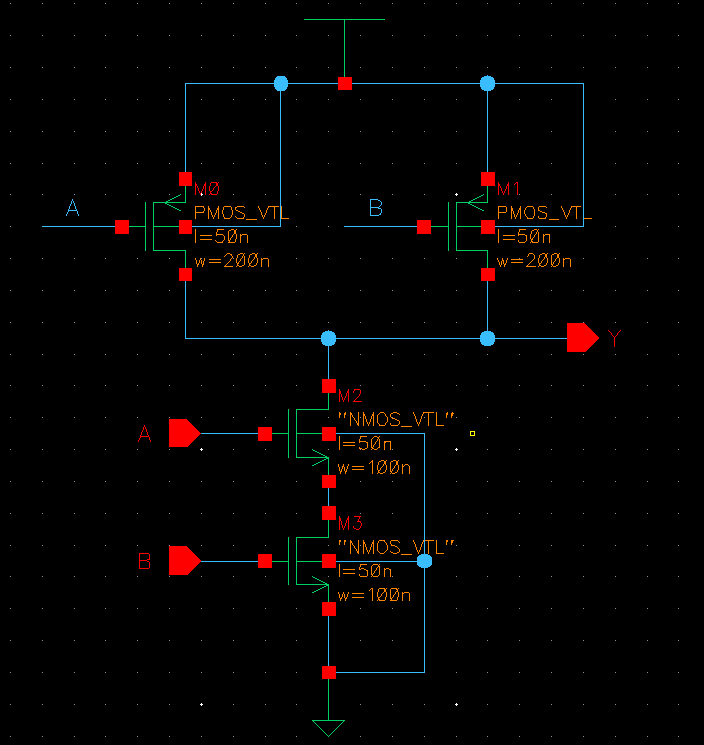 M0
M1
A
PMOS_VTL
B
PMOS_VTL
l=50n
l=50n
w=200n
w=200n
Y
M2
A
"NMOS_VTL"
l=50n
w=100n
M3
B
"NMOS_VTL"
l=50n
w=100n